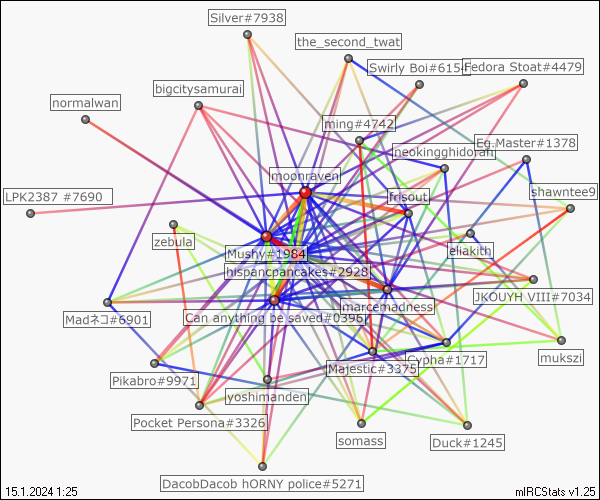 Silver#7938
the_second_twat
Swirly Boi#6154
Fedora Stoat#4479
bigcitysamurai
normalwan
ming#4742
Eg.Master#1378
neokingghidorah
moonraven
LPK2387 #7690
frisout
shawntee9
zebula
Mushy#1984
eliakith
hispancpancakes#2928
JKOUYH VIII#7034
marcemadness
Madネコ#6901
Can anything be saved#0396
Cypha#1717
mukszi
Majestic#3375
Pikabro#9971
yoshimanden
Pocket Persona#3326
somass
Duck#1245
DacobDacob hORNY police#5271
15.1.2024 1:25
mIRCStats v1.25